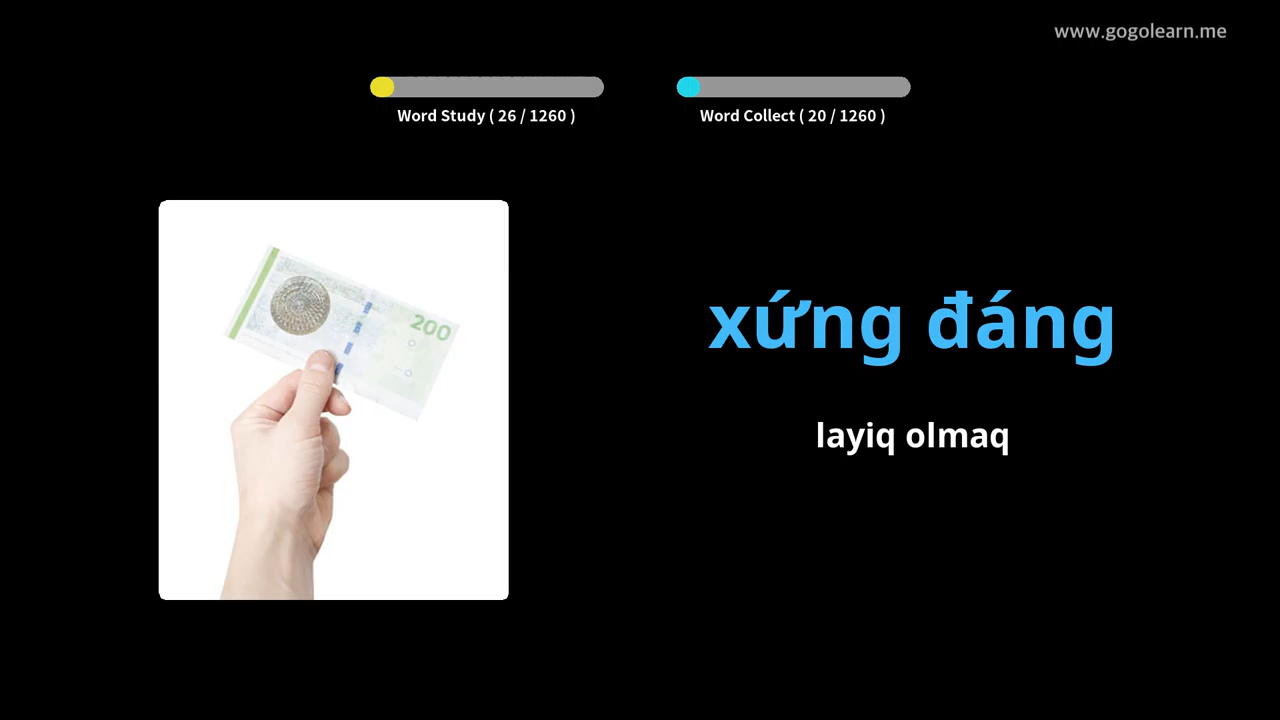 www.gogolearn.me
Word Study ( 26 / 1260 )
Word Collect ( 20 / 1260 )
200
xứng đáng
layiq olmaq